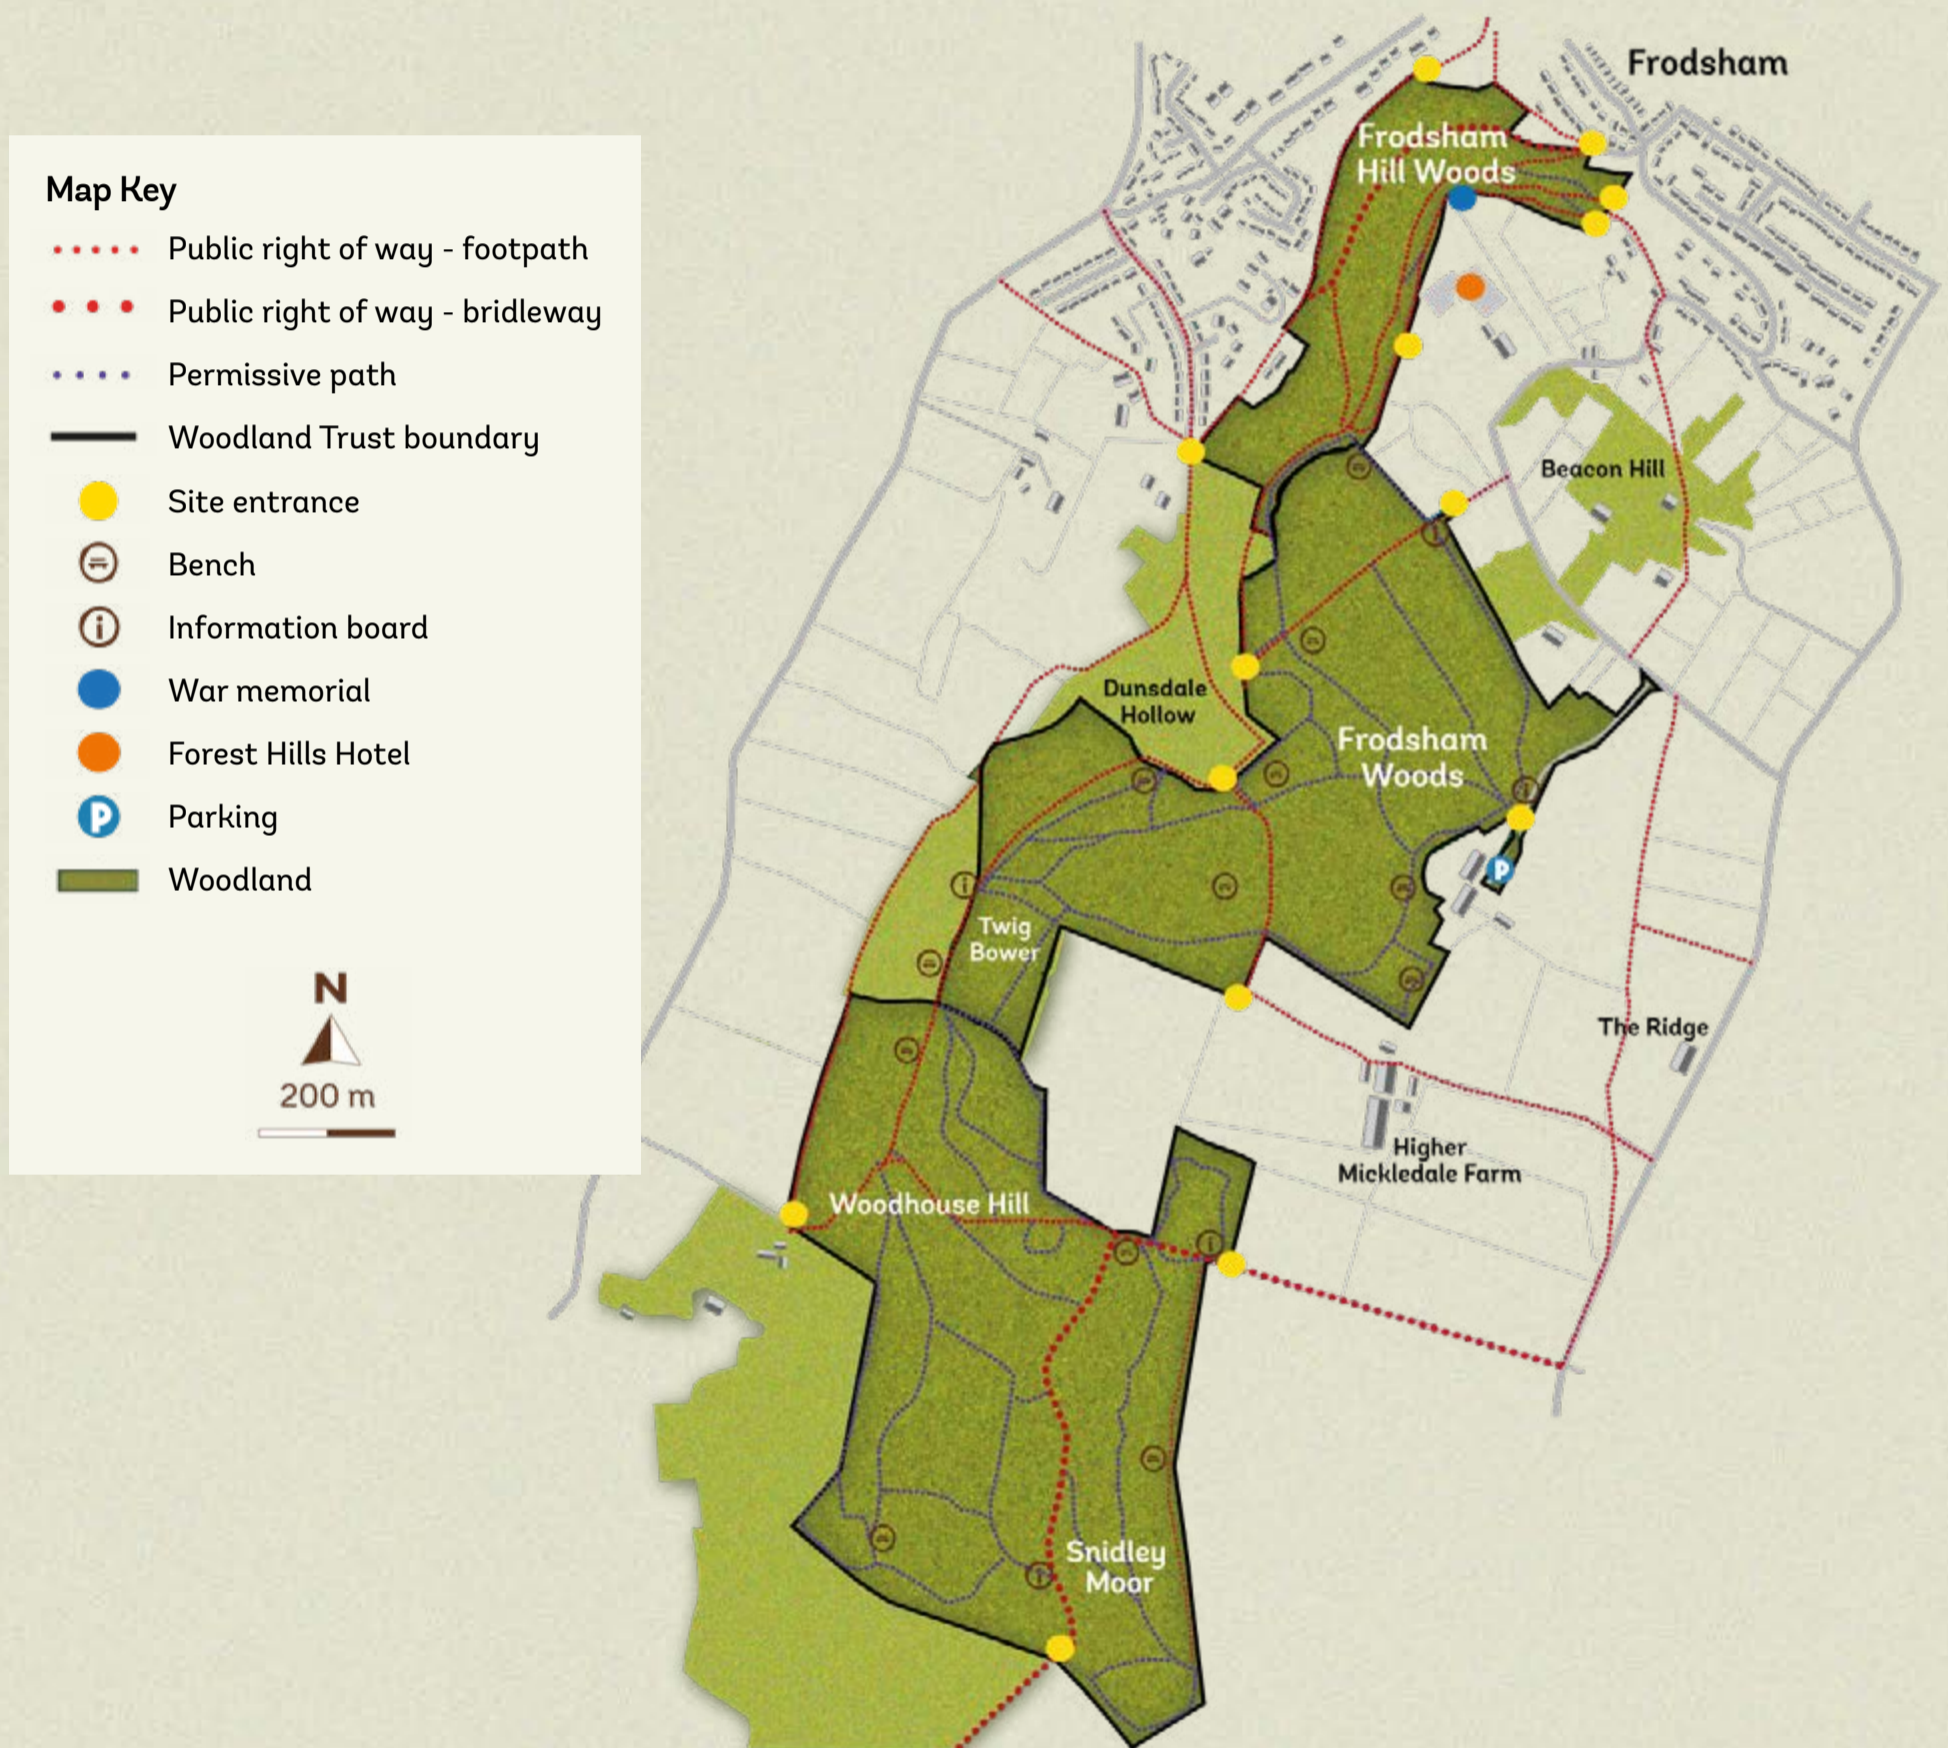 Map Key
Public right of way - footpath
Public right of way - bridleway
Permissive path
Woodland Trust boundary
Site entrance
Bench
Information board
War memorial
Forest Hills Hotel
P
Parking
Woodland
N
200 m
Frodsham
Frodsham
Hill Woods
Beacon Hill
Dunsdale
Hollow
Frodsham
Woods
P
Twig
Bower
The Ridge
Higher
Mickledale Farm
Woodhouse Hill
Snidley
Moor